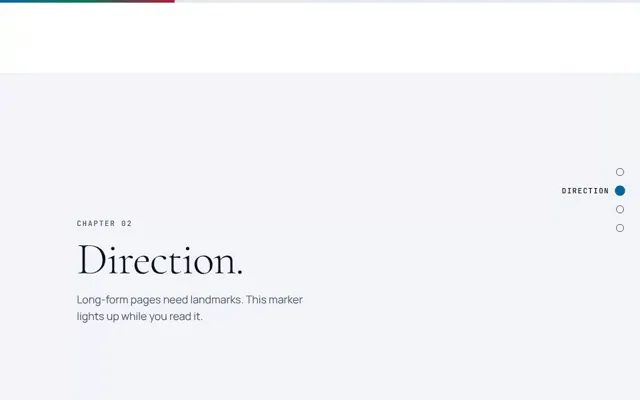 DIRECTION
CHAPTER 02
Direction.
Long-form pages need landmarks. This marker
lights up while you read it.